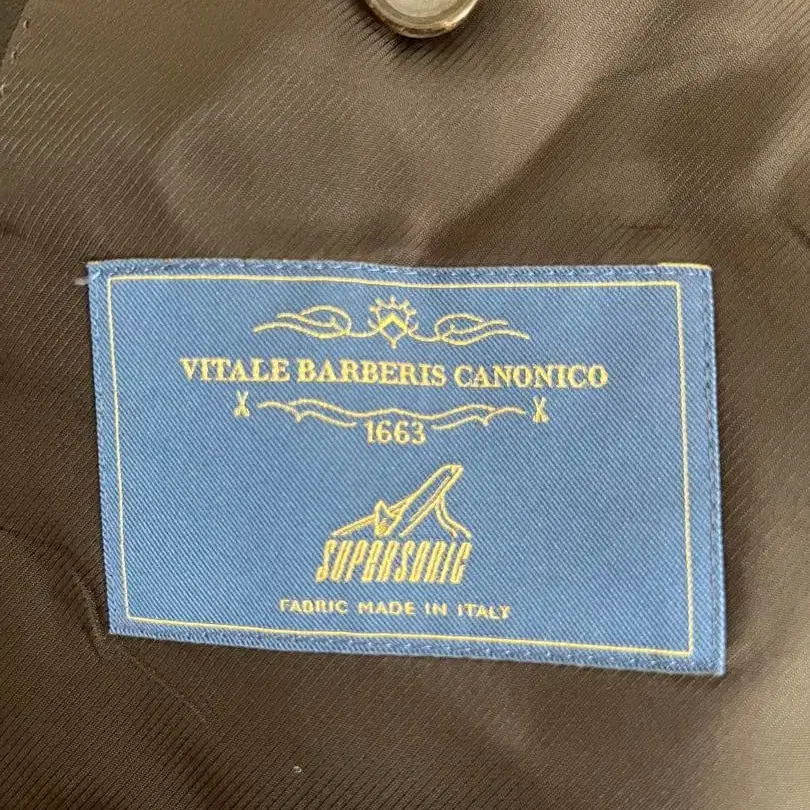 VITALE BARBERIS CANONICO
1663
SUPERSONIC
FABRIC MADE IN ITALY